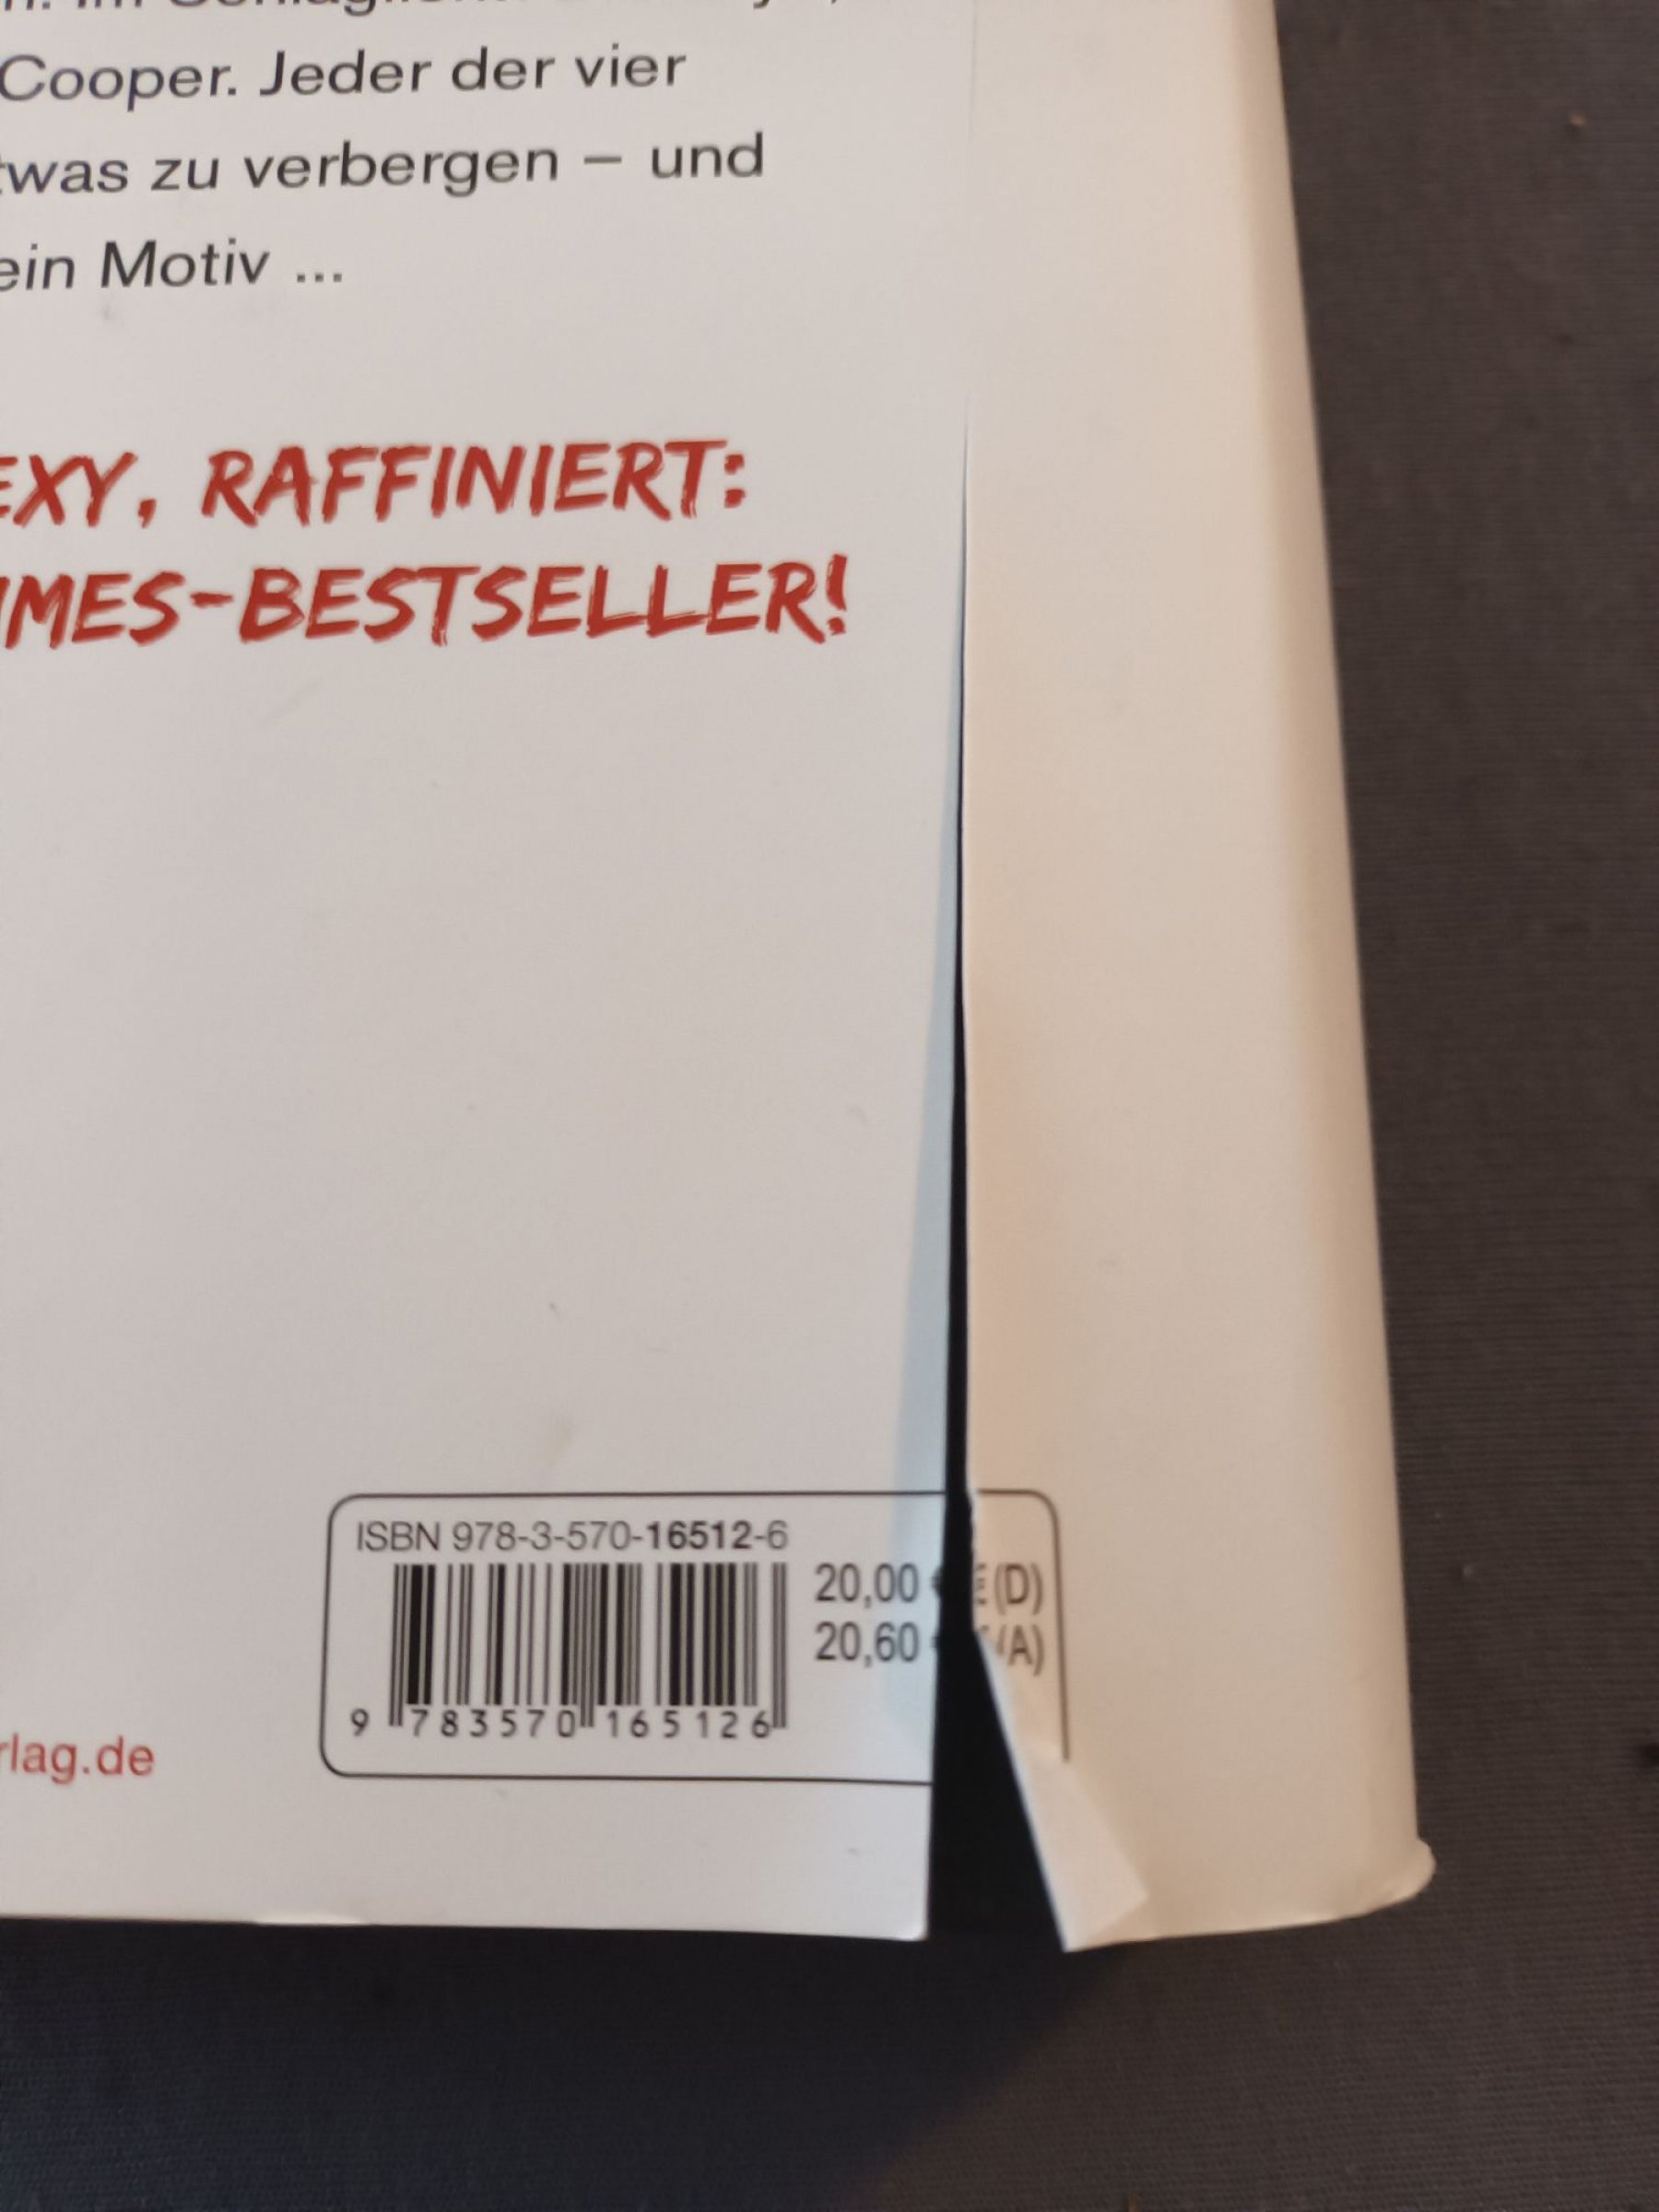 Cooper. Jeder der vier
twas zu verbergen – und
ein Motiv ...
EXY, RAFFINIERT:
IMES-BESTSELLER!
ISBN 978-3-570-16512-6
20,00 € (D)
20,60 € (A)
9 783570 165126
rlag.de